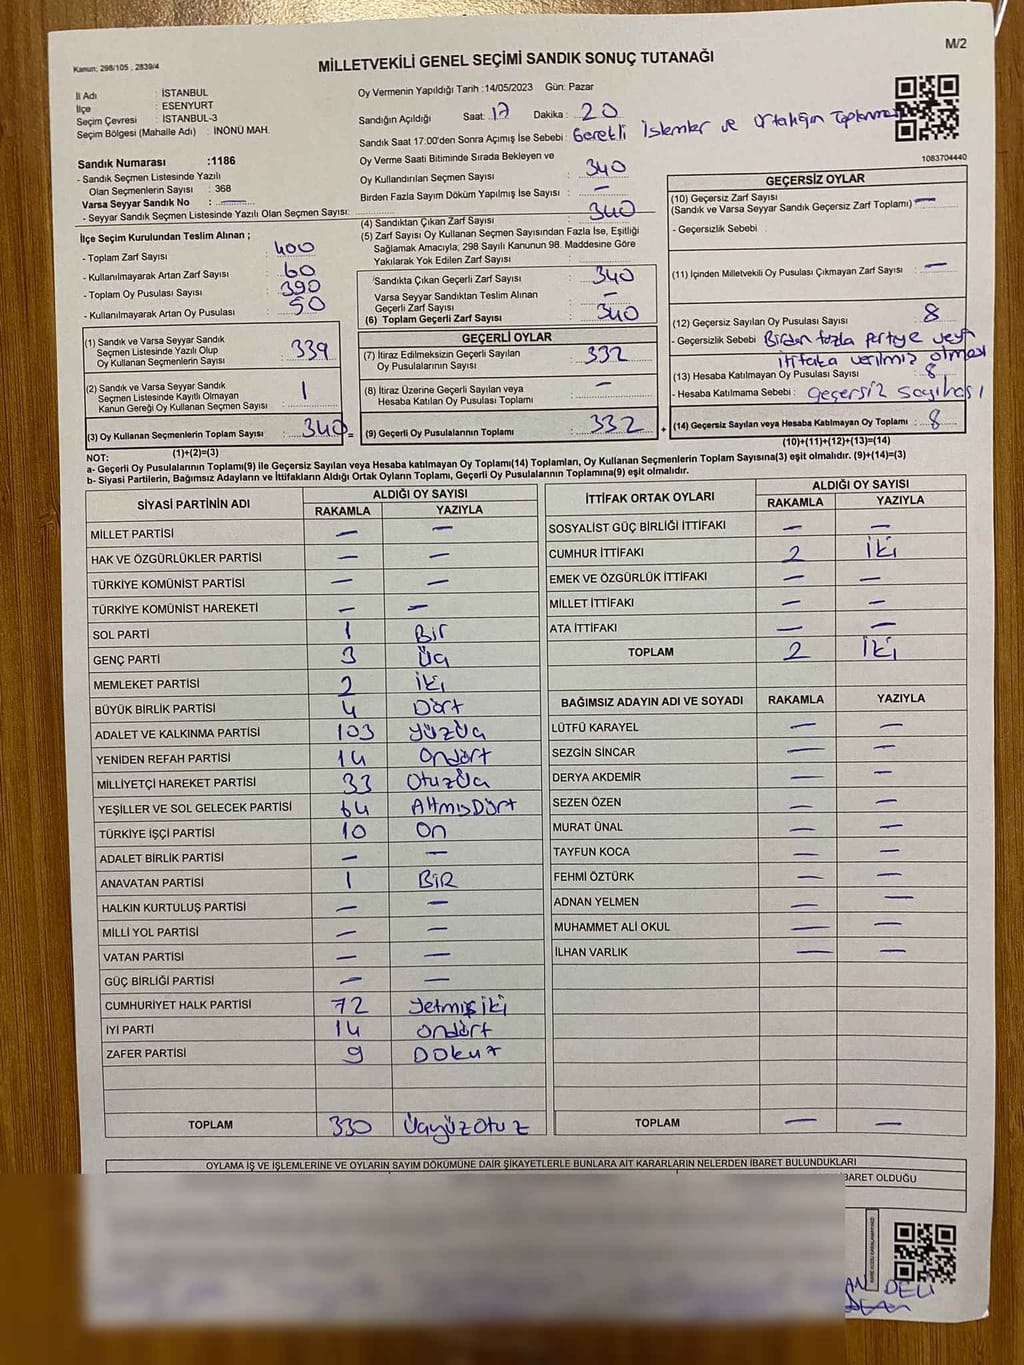 Kanun; 298/105 , 2839/4
MİLLETVEKİLİ GENEL SEÇİMİ SANDIK SONUÇ TUTANAĞI
M/2
İl Adı : İSTANBUL
İlçe : ESENYURT
Seçim Çevresi : İSTANBUL-3
Seçim Bölgesi (Mahalle Adı) : İNÖNÜ MAH.
Oy Vermenin Yapıldığı Tarih :14/05/2023 Gün: Pazar
Sandığın Açıldığı Saat: 17 Dakika : 20
Sandık Saat 17:00'den Sonra Açımış İse Sebebi : Gerekli İşlemler ve Ortalığın Toplanması
1083704440
Sandık Numarası :1186
- Sandık Seçmen Listesinde Yazılı
Olan Seçmenlerin Sayısı : 368
Varsa Seyyar Sandık No : —
- Seyyar Sandık Seçmen Listesinde Yazılı Olan Seçmen Sayısı:
Oy Verme Saati Bitiminde Sırada Bekleyen ve
Oy Kullandırılan Seçmen Sayısı : 340
Birden Fazla Sayım Döküm Yapılmış İse Sayısı : —
(4) Sandıktan Çıkan Zarf Sayısı : 340
(5) Zarf Sayısı Oy Kullanan Seçmen Sayısından Fazla İse, Eşitliği
Sağlamak Amacıyla; 298 Sayılı Kanunun 98. Maddesine Göre
Yakılarak Yok Edilen Zarf Sayısı :
İlçe Seçim Kurulundan Teslim Alınan ;
- Toplam Zarf Sayısı : 400
- Kullanılmayarak Artan Zarf Sayısı : 60
- Toplam Oy Pusulası Sayısı : 390
- Kullanılmayarak Artan Oy Pusulası : 50
Sandıkta Çıkan Geçerli Zarf Sayısı : 340
Varsa Seyyar Sandıktan Teslim Alınan
Geçerli Zarf Sayısı : —
(6) Toplam Geçerli Zarf Sayısı : 340
GEÇERSİZ OYLAR
(10) Geçersiz Zarf Sayısı
(Sandık ve Varsa Seyyar Sandık Geçersiz Zarf Toplamı) : —
- Geçersizlik Sebebi :
(11) İçinden Milletvekili Oy Pusulası Çıkmayan Zarf Sayısı : —
(12) Geçersiz Sayılan Oy Pusulası Sayısı : 8
- Geçersizlik Sebebi : Birden fazla partiye veya
ittifaka verilmiş olması
(13) Hesaba Katılmayan Oy Pusulası Sayısı : 8
- Hesaba Katılmama Sebebi : geçersiz sayılması
(14) Geçersiz Sayılan veya Hesaba Katılmayan Oy Toplamı : 8
(10)+(11)+(12)+(13)=(14)
(1) Sandık ve Varsa Seyyar Sandık
Seçmen Listesinde Yazılı Olup
Oy Kullanan Seçmenlerin Sayısı : 339
(2) Sandık ve Varsa Seyyar Sandık
Seçmen Listesinde Kayıtlı Olmayan
Kanun Gereği Oy Kullanan Seçmen Sayısı : 1
(3) Oy Kullanan Seçmenlerin Toplam Sayısı : 340 =
(1)+(2)=(3)
GEÇERLİ OYLAR
(7) İtiraz Edilmeksizin Geçerli Sayılan
Oy Pusulalarının Sayısı : 332
(8) İtiraz Üzerine Geçerli Sayılan veya
Hesaba Katılan Oy Pusulası Toplamı : —
(9) Geçerli Oy Pusulalarının Toplamı : 332 +
NOT:
a- Geçerli Oy Pusulalarının Toplamı(9) ile Geçersiz Sayılan veya Hesaba katılmayan Oy Toplamı(14) Toplamları, Oy Kullanan Seçmenlerin Toplam Sayısına(3) eşit olmalıdır. (9)+(14)=(3)
b- Siyasi Partilerin, Bağımsız Adayların ve İttifakların Aldığı Ortak Oyların Toplamı, Geçerli Oy Pusulalarının Toplamına(9) eşit olmalıdır.
SİYASİ PARTİNİN ADI ALDIĞI OY SAYISI
RAKAMLA YAZIYLA
MİLLET PARTİSİ — —
HAK VE ÖZGÜRLÜKLER PARTİSİ — —
TÜRKİYE KOMÜNİST PARTİSİ — —
TÜRKİYE KOMÜNİST HAREKETİ — —
SOL PARTİ 1 Bir
GENÇ PARTİ 3 Üç
MEMLEKET PARTİSİ 2 iki
BÜYÜK BİRLİK PARTİSİ 4 Dört
ADALET VE KALKINMA PARTİSİ 103 Yüzüç
YENİDEN REFAH PARTİSİ 14 Ondört
MİLLİYETÇİ HAREKET PARTİSİ 33 Otuzüç
YEŞİLLER VE SOL GELECEK PARTİSİ 64 AltmışDört
TÜRKİYE İŞÇİ PARTİSİ 10 On
ADALET BİRLİK PARTİSİ — —
ANAVATAN PARTİSİ 1 BİR
HALKIN KURTULUŞ PARTİSİ — —
MİLLİ YOL PARTİSİ — —
VATAN PARTİSİ — —
GÜÇ BİRLİĞİ PARTİSİ — —
CUMHURİYET HALK PARTİSİ 72 Yetmişiki
İYİ PARTİ 14 ondört
ZAFER PARTİSİ 9 Dokuz
TOPLAM 330 ÜçyüzOtuz
İTTİFAK ORTAK OYLARI ALDIĞI OY SAYISI
RAKAMLA YAZIYLA
SOSYALİST GÜÇ BİRLİĞİ İTTİFAKI — —
CUMHUR İTTİFAKI 2 İki
EMEK VE ÖZGÜRLÜK İTTİFAKI — —
MİLLET İTTİFAKI — —
ATA İTTİFAKI — —
TOPLAM 2 İki
BAĞIMSIZ ADAYIN ADI VE SOYADI RAKAMLA YAZIYLA
LÜTFÜ KARAYEL — —
SEZGİN SİNCAR — —
DERYA AKDEMİR — —
SEZEN ÖZEN — —
MURAT ÜNAL — —
TAYFUN KOCA — —
FEHMİ ÖZTÜRK — —
ADNAN YELMEN — —
MUHAMMET ALİ OKUL — —
İLHAN VARLIK — —
TOPLAM — —
OYLAMA İŞ VE İŞLEMLERİNE VE OYLARIN SAYIM DÖKÜMÜNE DAİR ŞİKAYETLERLE BUNLARA AİT KARARLARIN NELERDEN İBARET BULUNDUKLARI
İBARET OLDUĞU
DELİ